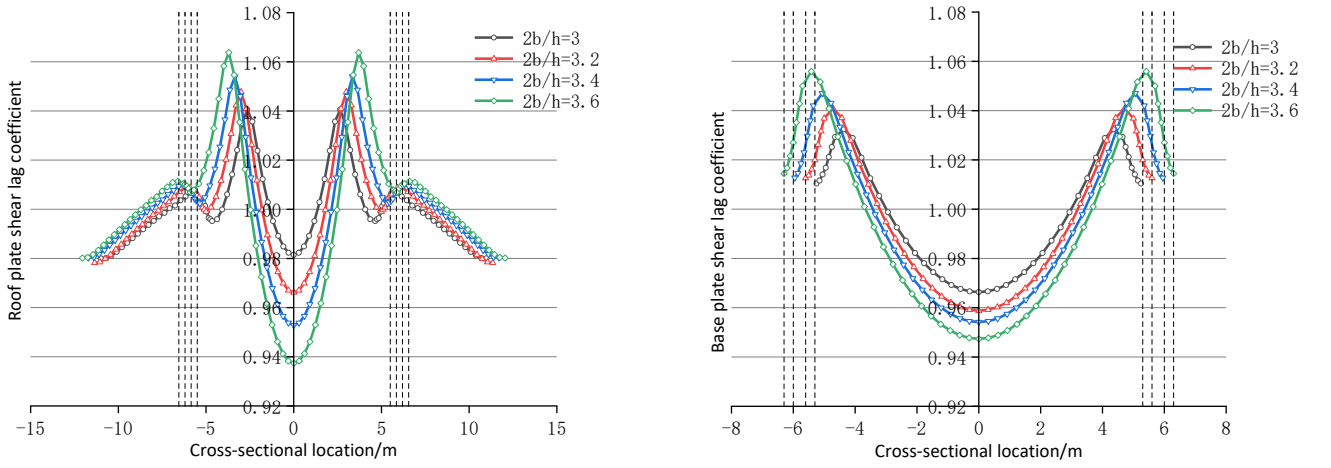 1.08
1.06
1.04
1.02
1.00
0.98
0.96
0.94
0.92
-15
-10
-5
0
5
10
15
Roof plate shear lag coefficient
Cross-sectional location/m
2b/h=3
2b/h=3.2
2b/h=3.4
2b/h=3.6
1.08
1.06
1.04
1.02
1.00
0.98
0.96
0.94
0.92
-8
-6
-4
-2
0
2
4
6
8
Base plate shear lag coefficient
Cross-sectional location/m
2b/h=3
2b/h=3.2
2b/h=3.4
2b/h=3.6